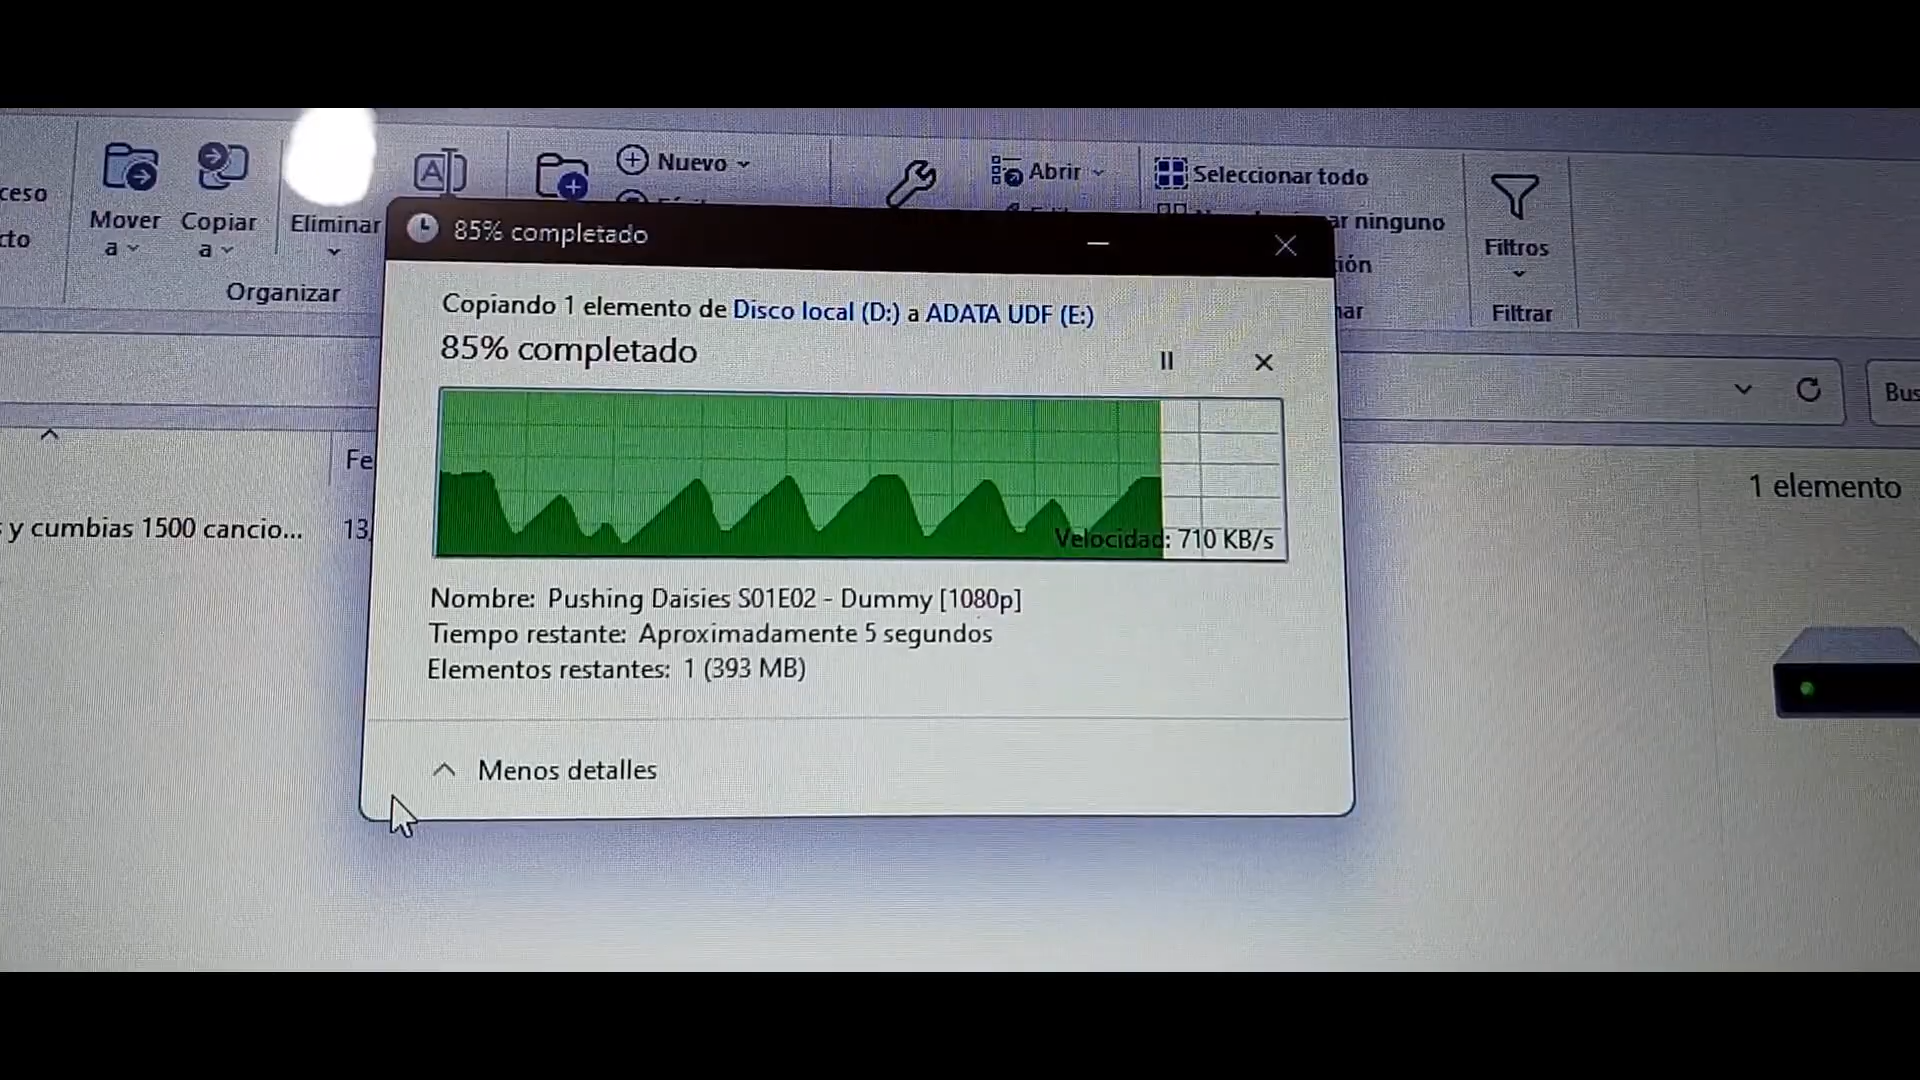 Nuevo
Abrir
Seleccionar todo
ceso
cto
Mover
a
Copiar
a
Eliminar
ar ninguno
ión
Filtros
Organizar
nar
Filtrar
85% completado
Copiando 1 elemento de Disco local (D:) a ADATA UDF (E:)
85% completado
Bus
Fe
1 elemento
s y cumbias 1500 cancio...
13
Velocidad: 710 KB/s
Nombre: Pushing Daisies S01E02 - Dummy [1080p]
Tiempo restante: Aproximadamente 5 segundos
Elementos restantes: 1 (393 MB)
Menos detalles